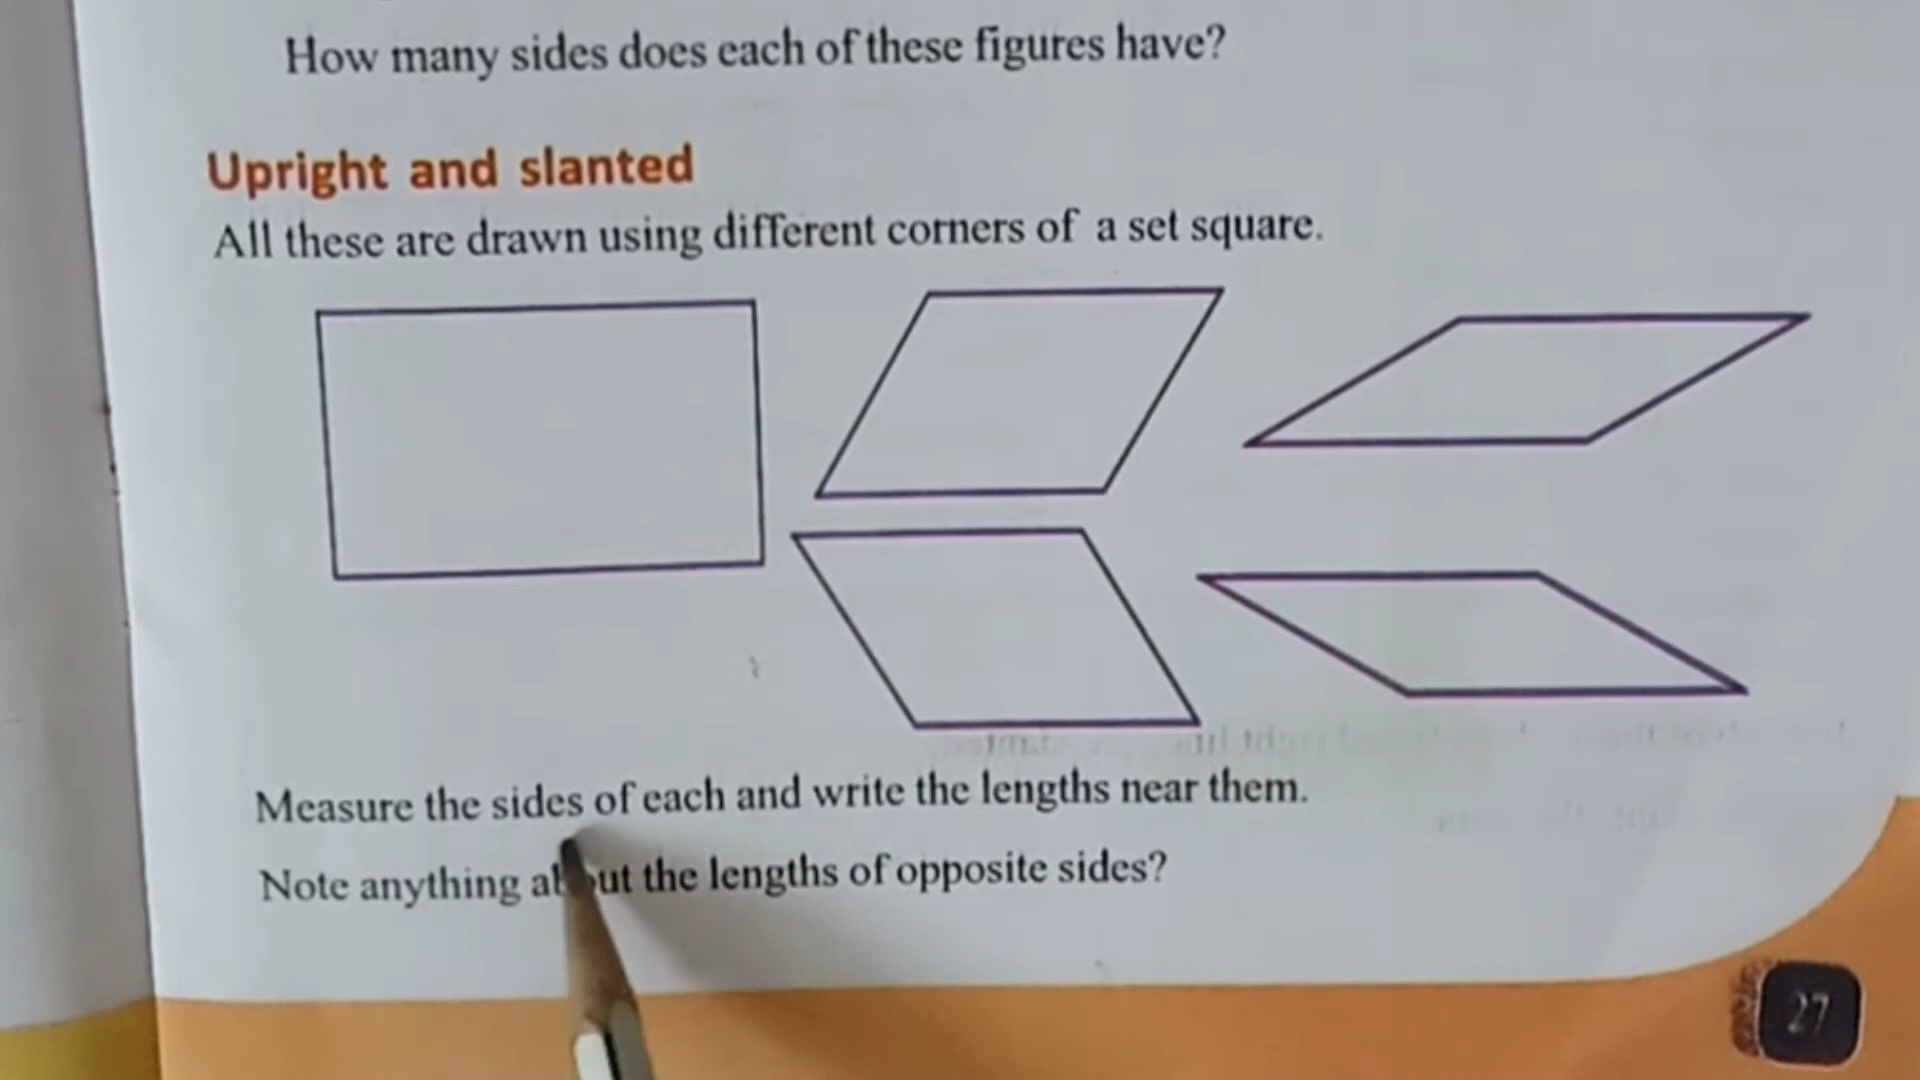 How many sides does each of these figures have?
Upright and slanted
All these are drawn using different corners of a set square.
Measure the sides of each and write the lengths near them.
Note anything about the lengths of opposite sides?
27